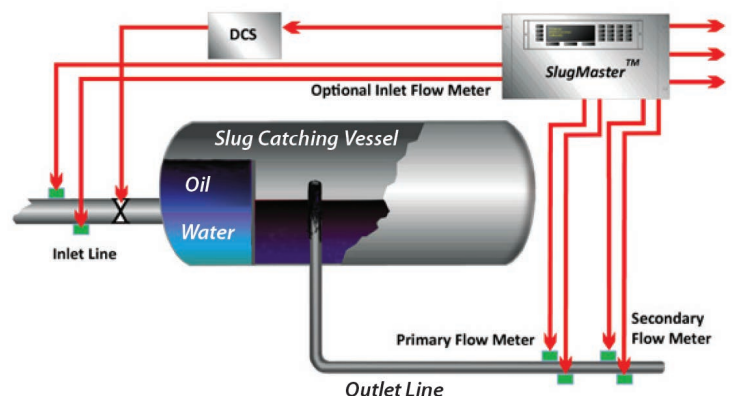 DCS
SlugMaster™
Optional Inlet Flow Meter
Slug Catching Vessel
Oil
Water
Inlet Line
Primary Flow Meter
Secondary
Flow Meter
Outlet Line